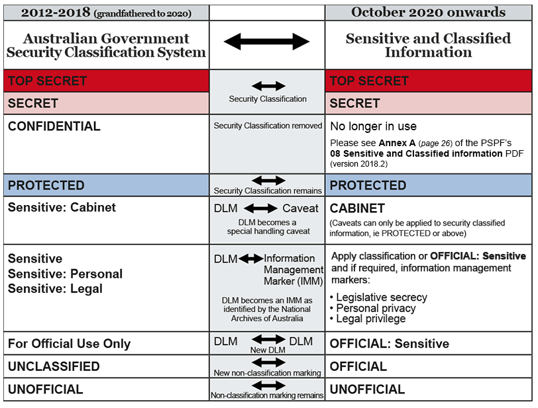 2012-2018 (grandfathered to 2020)
October 2020 onwards
Australian Government
Security Classification System
Sensitive and Classified
Information
TOP SECRET
SECRET
Security Classification
TOP SECRET
SECRET
CONFIDENTIAL
Security Classification removed
No longer in use
Please see Annex A (page 26) of the PSPF's
08 Sensitive and Classified information PDF
(version 2018.2)
PROTECTED
Security Classification remains
PROTECTED
Sensitive: Cabinet
DLM Caveat
DLM becomes a
special handling caveat
CABINET
(Caveats can only be applied to security classified
information, ie PROTECTED or above)
Sensitive
Sensitive: Personal
Sensitive: Legal
DLM Information
Management
Marker (IMM)
DLM becomes an IMM as
identified by the National
Archives of Australia
Apply classification or OFFICIAL: Sensitive
and if required, information management
markers:
• Legislative secrecy
• Personal privacy
• Legal privilege
For Official Use Only
DLM DLM
New DLM
OFFICIAL: Sensitive
UNCLASSIFIED
New non-classification marking
OFFICIAL
UNOFFICIAL
Non-classification marking remains
UNOFFICIAL